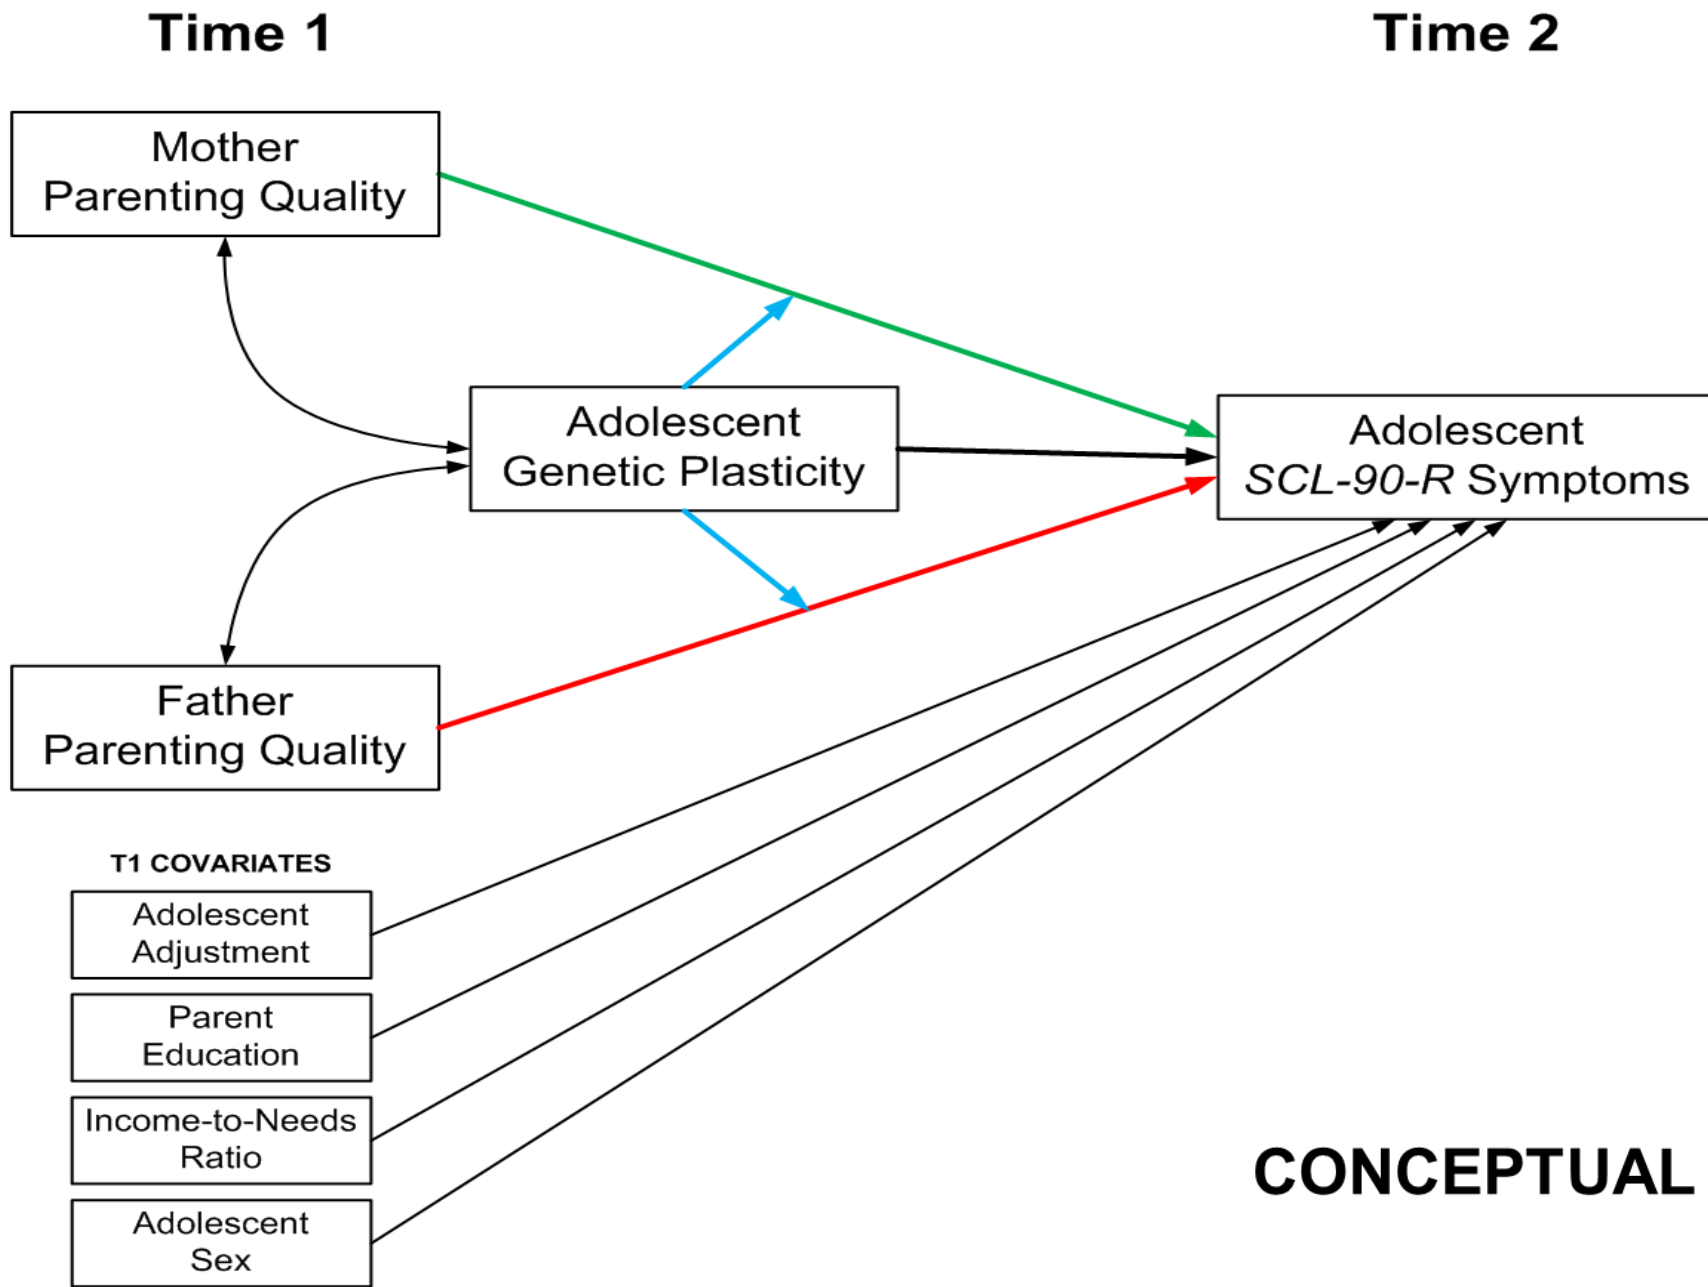 Time 1
Time 2
Mother
Parenting Quality
Adolescent
Genetic Plasticity
Adolescent
SCL-90-R Symptoms
Father
Parenting Quality
T1 COVARIATES
Adolescent
Adjustment
Parent
Education
Income-to-Needs
Ratio
Adolescent
Sex
CONCEPTUAL